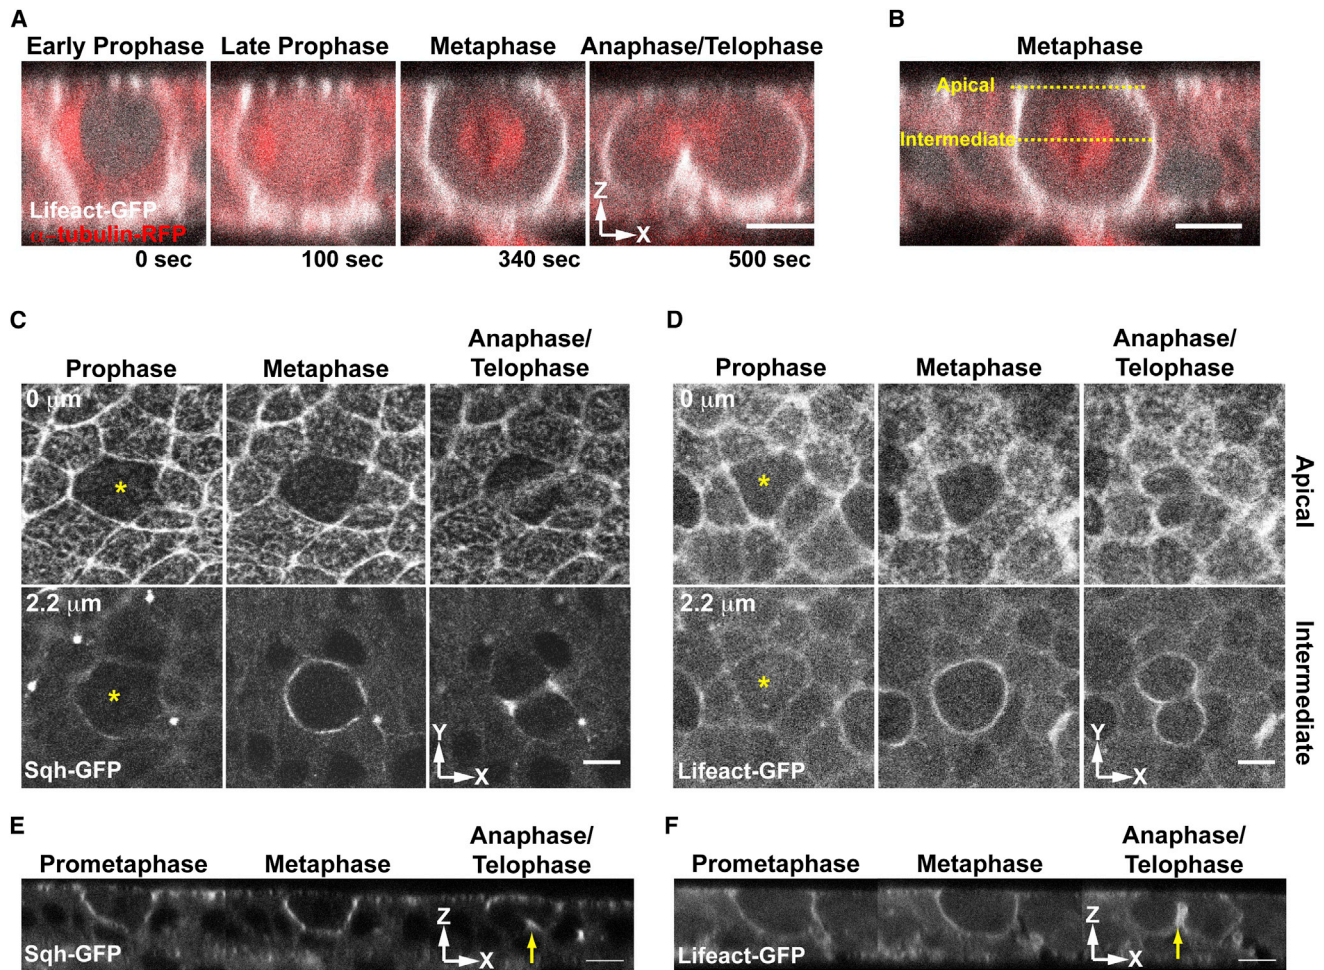 A
Early Prophase
Late Prophase
Metaphase
Anaphase/Telophase
Lifeact-GFP
α-tubulin-RFP
Z
X
0 sec
100 sec
340 sec
500 sec
B
Metaphase
Apical
Intermediate
C
Prophase
Metaphase
Anaphase/
Telophase
0 μm
*
2.2 μm
*
Sqh-GFP
Y
X
D
Prophase
Metaphase
Anaphase/
Telophase
0 μm
*
Apical
2.2 μm
*
Lifeact-GFP
Y
X
Intermediate
E
Prometaphase
Metaphase
Anaphase/
Telophase
Sqh-GFP
Z
X
F
Prometaphase
Metaphase
Anaphase/
Telophase
Lifeact-GFP
Z
X